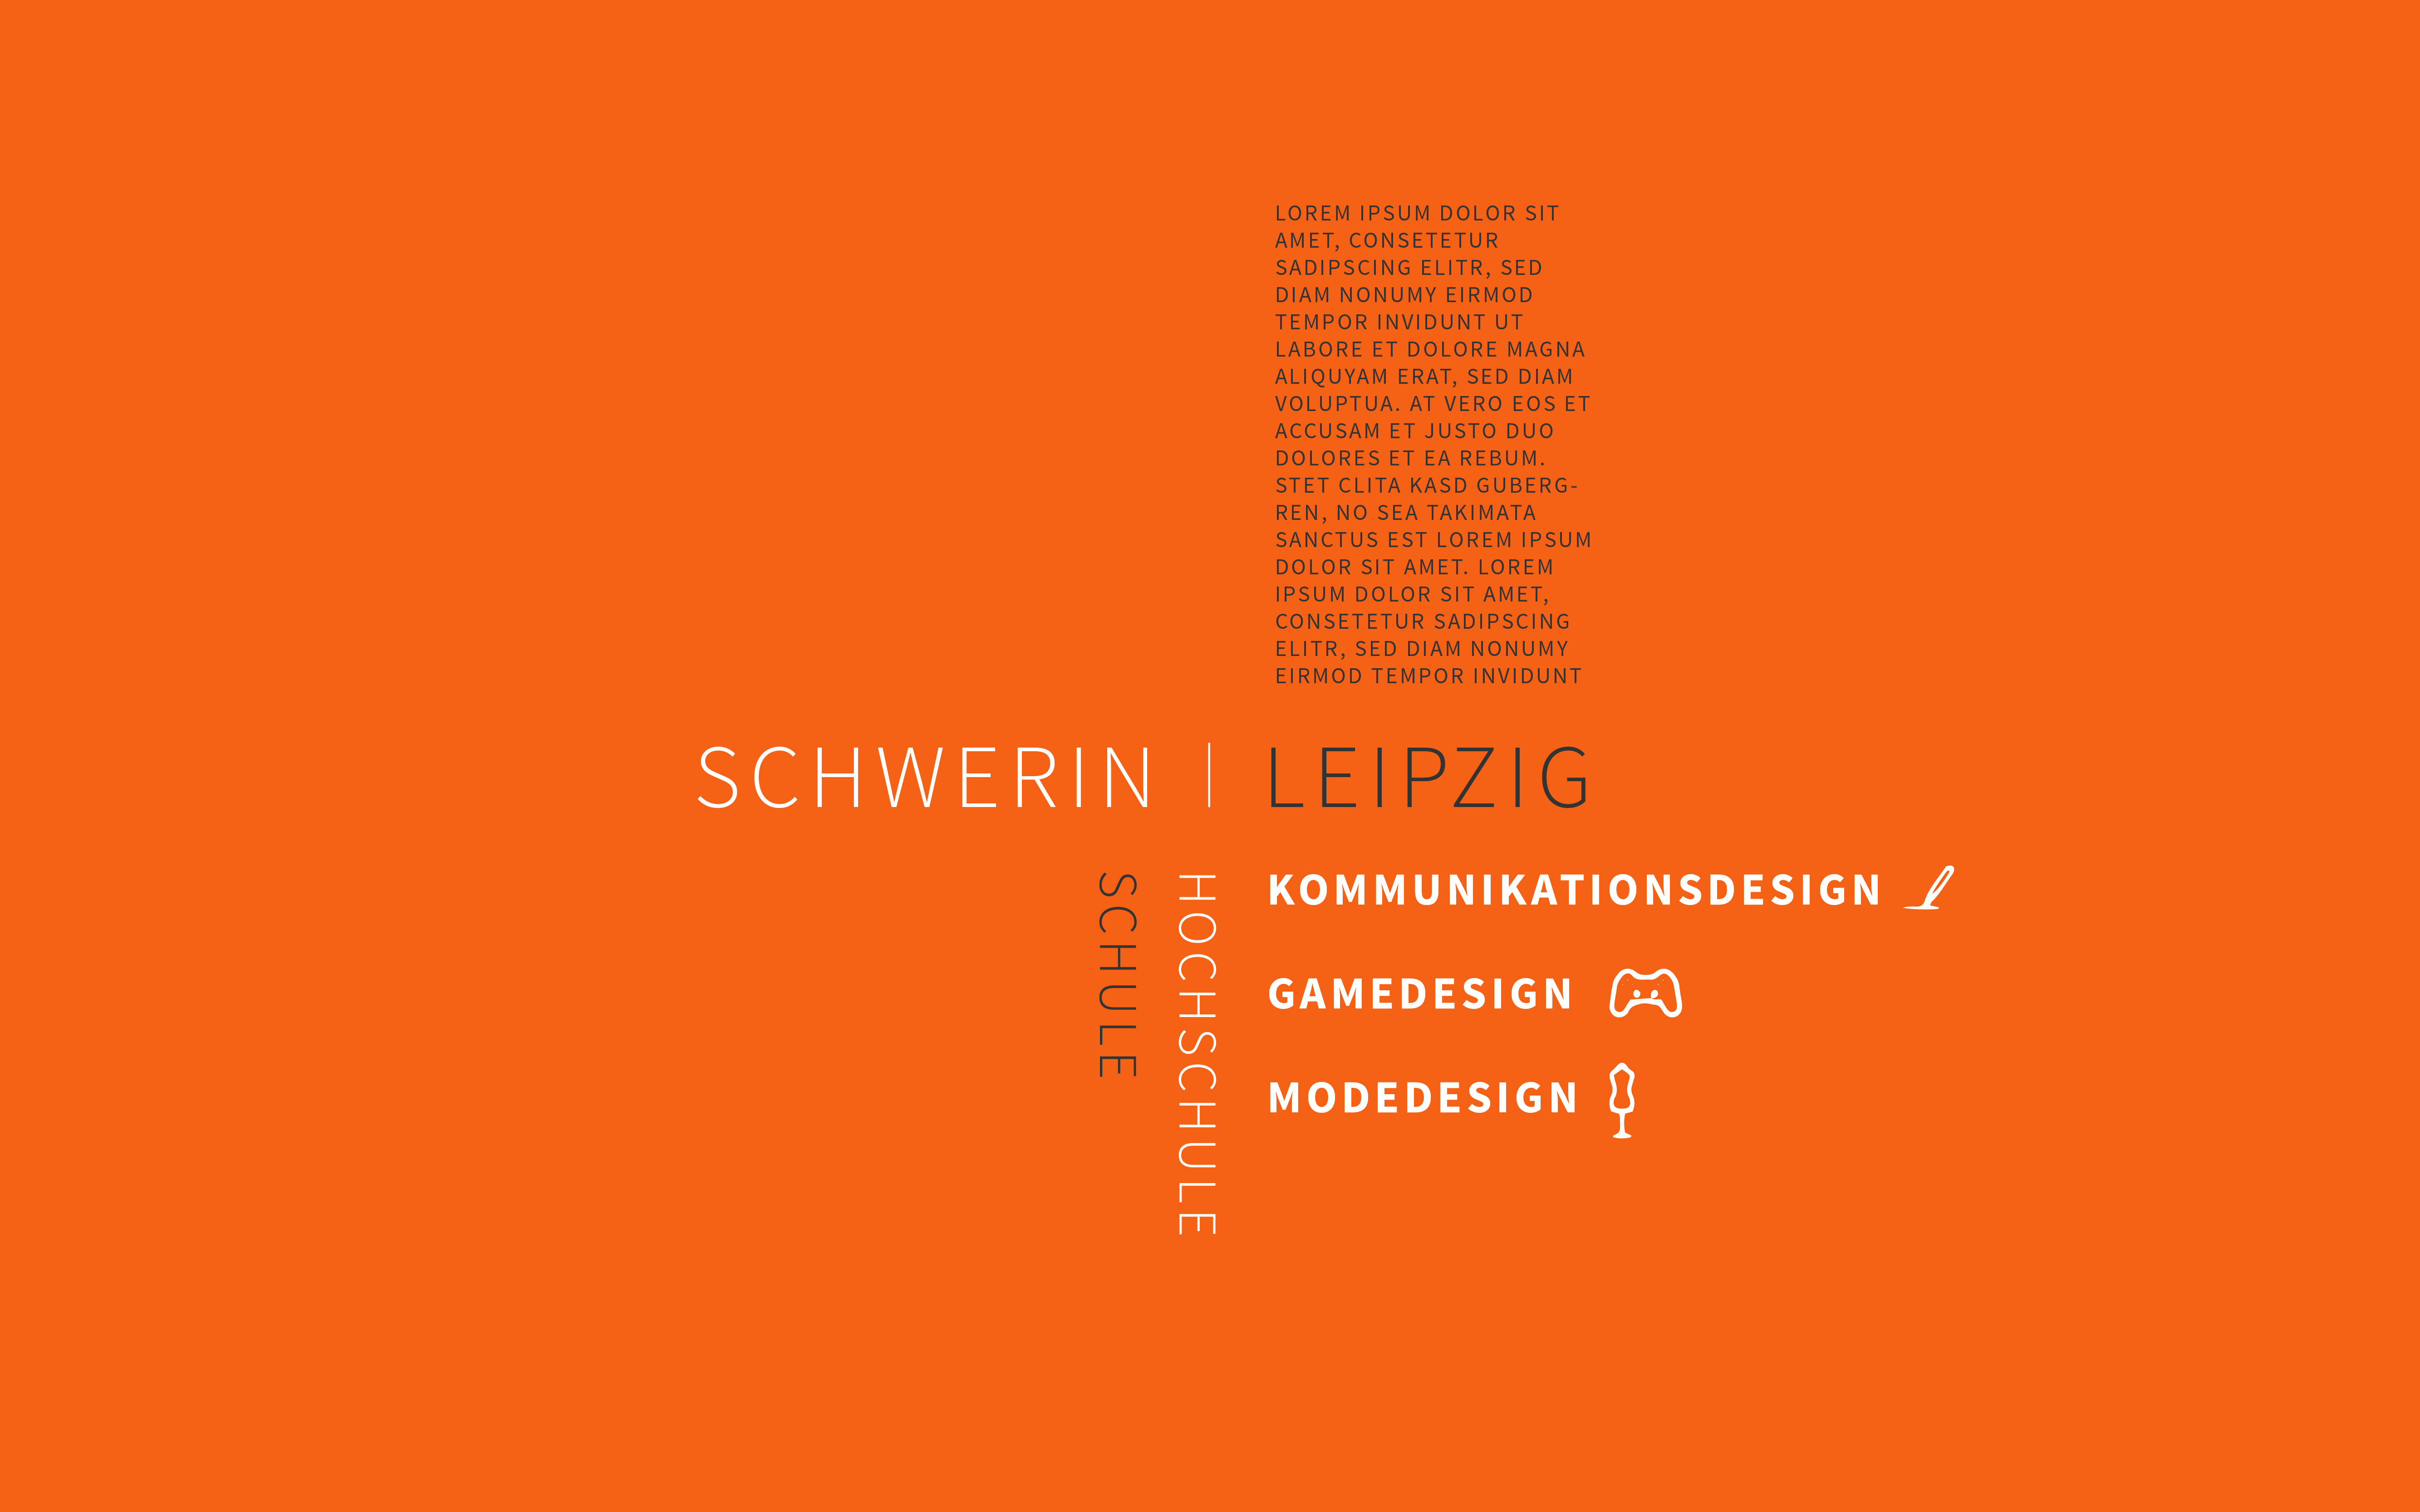 LOREM IPSUM DOLOR SIT
AMET, CONSETETUR
SADIPSCING ELITR, SED
DIAM NONUMY EIRMOD
TEMPOR INVIDUNT UT
LABORE ET DOLORE MAGNA
ALIQUYAM ERAT, SED DIAM
VOLUPTUA. AT VERO EOS ET
ACCUSAM ET JUSTO DUO
DOLORES ET EA REBUM.
STET CLITA KASD GUBERG-
REN, NO SEA TAKIMATA
SANCTUS EST LOREM IPSUM
DOLOR SIT AMET. LOREM
IPSUM DOLOR SIT AMET,
CONSETETUR SADIPSCING
ELITR, SED DIAM NONUMY
EIRMOD TEMPOR INVIDUNT
SCHWERIN | LEIPZIG
SCHULE
HOCHSCHULE
KOMMUNIKATIONSDESIGN
GAMEDESIGN
MODEDESIGN